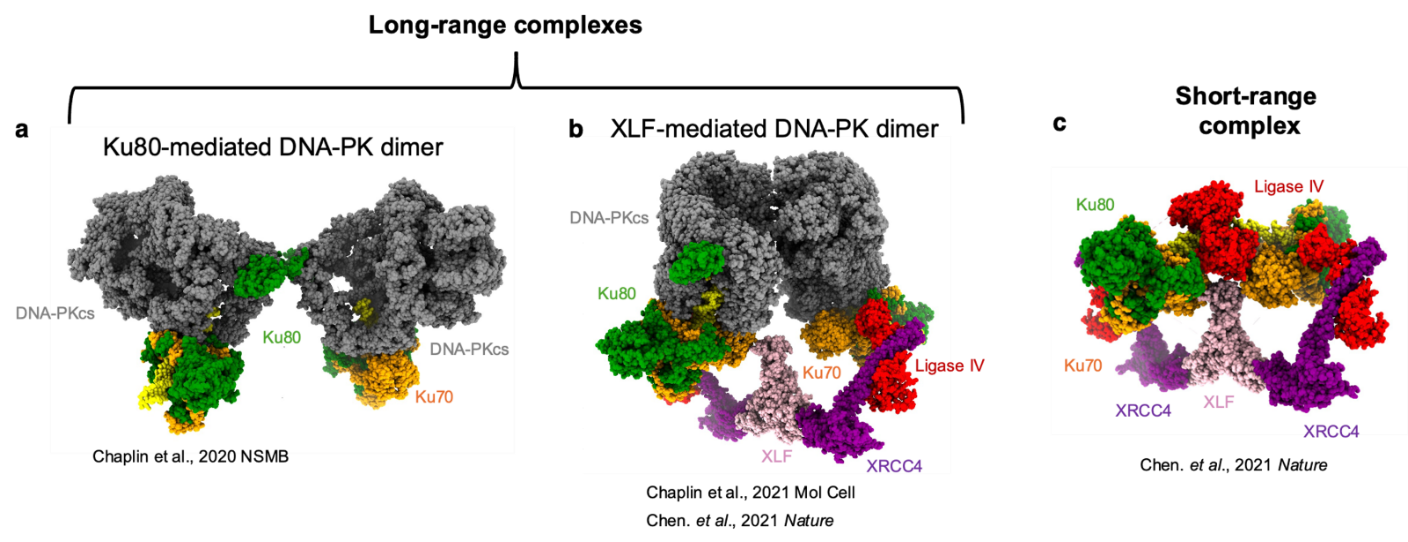 Long-range complexes
a
Ku80-mediated DNA-PK dimer
DNA-PKcs
Ku80
DNA-PKcs
Ku70
Chaplin et al., 2020 NSMB
b
XLF-mediated DNA-PK dimer
DNA-PKcs
Ku80
Ku70
Ligase IV
XLF
XRCC4
Chaplin et al., 2021 Mol Cell
Chen. et al., 2021 Nature
Short-range
complex
c
Ligase IV
Ku80
Ku70
XRCC4
XLF
XRCC4
Chen. et al., 2021 Nature